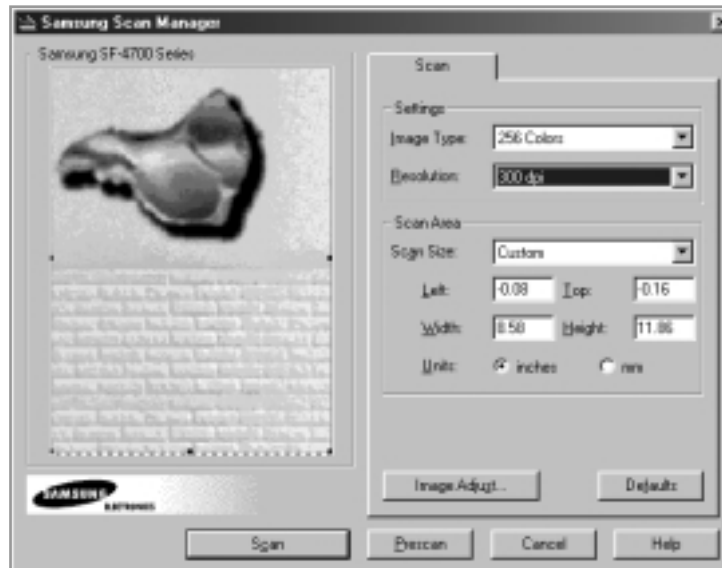 Samsung Scan Manager
Samsung SF-4700 Series
Scan
Settings
Image Type: 256 Colors
Resolution: 300 dpi
Scan Area
Scan Size: Custom
Left: -0.08 Top: -0.16
Width: 8.58 Height: 11.86
Units: inches mm
Image Adjust... Defaults
SAMSUNG
ELECTRONICS
Scan Prescan Cancel Help